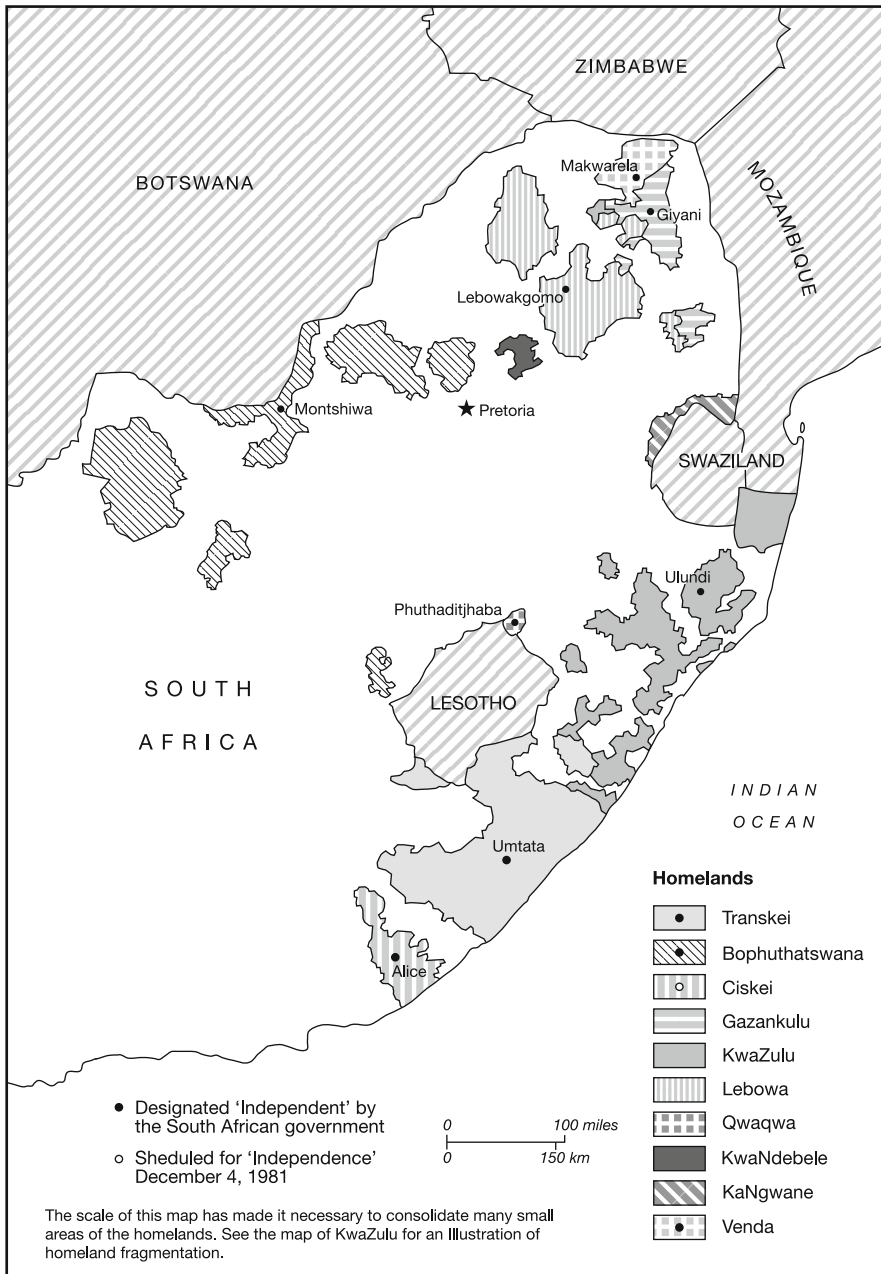 ZIMBABWE
BOTSWANA
MOZAMBIQUE
Makwarela
Giyani
Lebowakgomo
Montshiwa
Pretoria
SWAZILAND
Ulundi
Phuthaditjhaba
SOUTH
AFRICA
LESOTHO
INDIAN
OCEAN
Umtata
Alice
Homelands
Transkei
Bophuthatswana
Ciskei
Gazankulu
KwaZulu
Lebowa
Qwaqwa
KwaNdebele
KaNgwane
Venda
Designated ‘Independent’ by
the South African government
Sheduled for ‘Independence’
December 4, 1981
0 100 miles
0 150 km
The scale of this map has made it necessary to consolidate many small
areas of the homelands. See the map of KwaZulu for an Illustration of
homeland fragmentation.